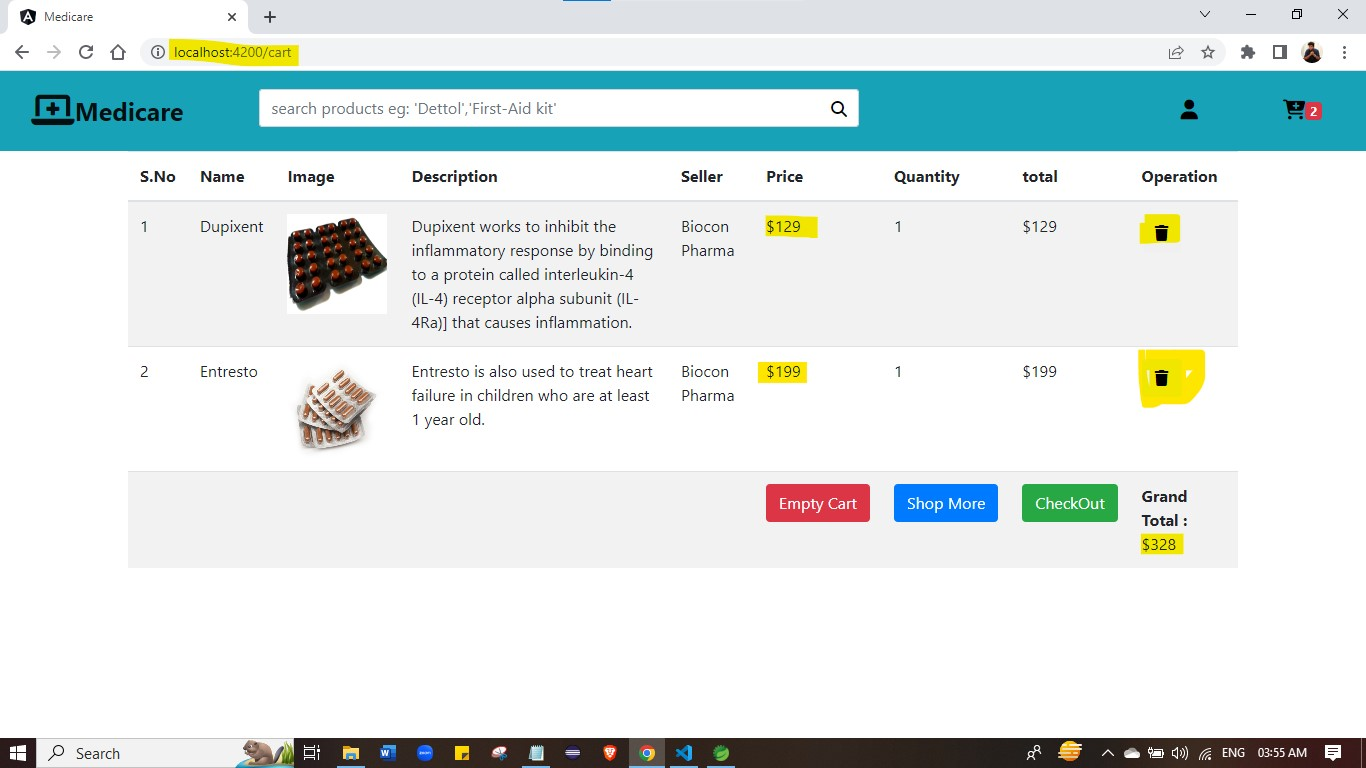 Medicare
localhost:4200/cart
Medicare
search products eg: 'Dettol','First-Aid kit'
2
S.No Name Image Description Seller Price Quantity total Operation
1 Dupixent Dupixent works to inhibit the Biocon $129 1 $129
inflammatory response by binding Pharma
to a protein called interleukin-4
(IL-4) receptor alpha subunit (IL-
4Ra)] that causes inflammation.
2 Entresto Entresto is also used to treat heart Biocon $199 1 $199
failure in children who are at least Pharma
1 year old.
Empty Cart Shop More CheckOut Grand
Total :
$328
Search ENG 03:55 AM